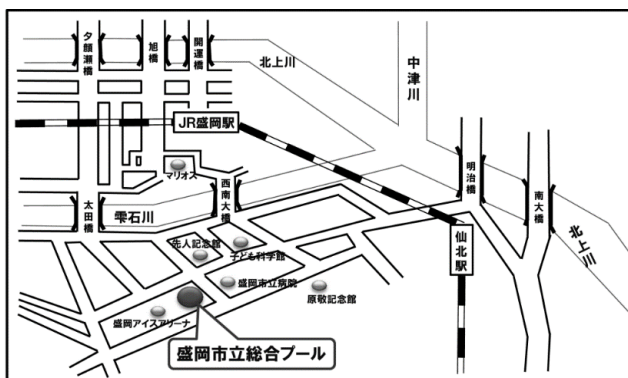 夕顔瀬橋
旭橋
開運橋
北上川
中津川
JR盛岡駅
マリオス
西南大橋
明治橋
南大橋
太田橋
雫石川
北上川
先人記念館
子ども科学館
仙北駅
盛岡市立病院
原敬記念館
盛岡アイスアリーナ
盛岡市立総合プール